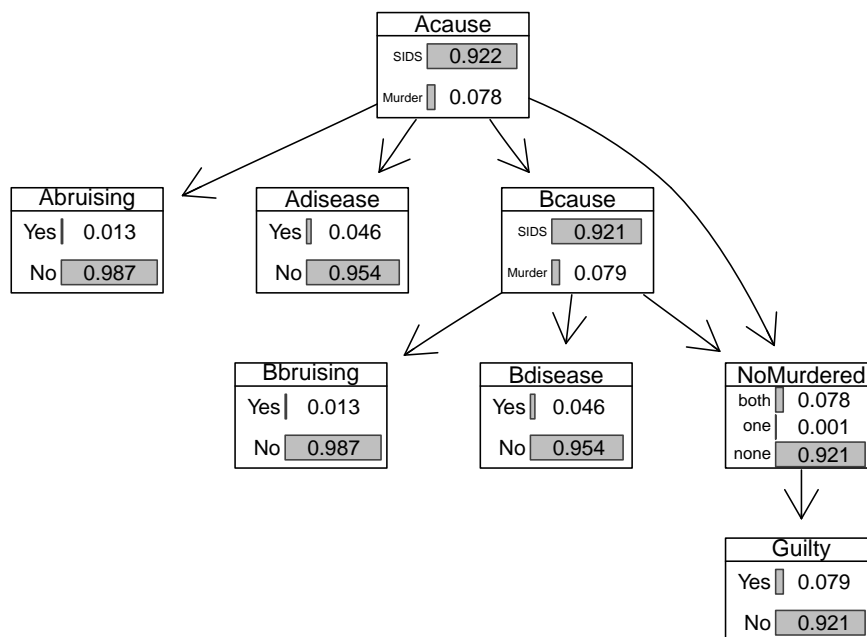 Acause
SIDS 0.922
Murder 0.078
Abruising
Yes 0.013
No 0.987
Adisease
Yes 0.046
No 0.954
Bcause
SIDS 0.921
Murder 0.079
Bbruising
Yes 0.013
No 0.987
Bdisease
Yes 0.046
No 0.954
NoMurdered
both 0.078
one 0.001
none 0.921
Guilty
Yes 0.079
No 0.921